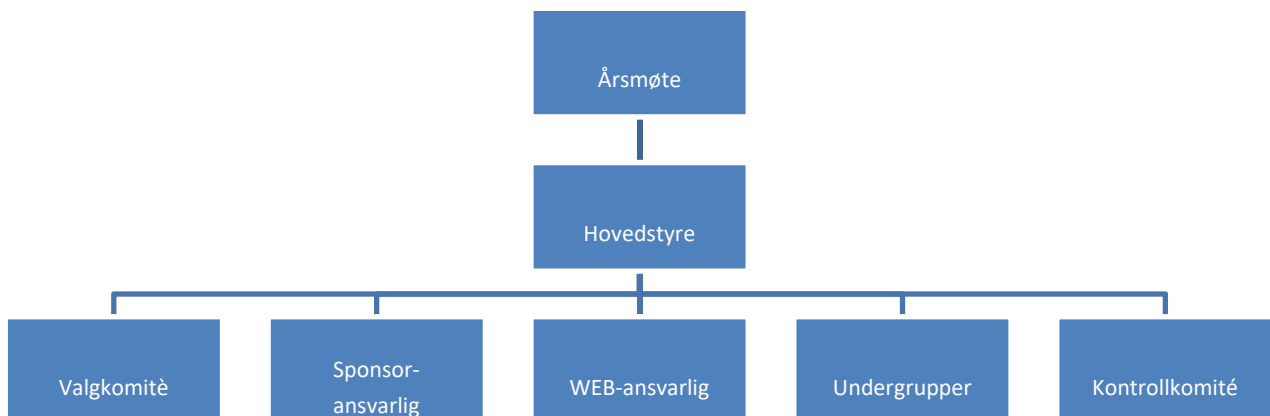 Årsmøte
Hovedstyre
Valgkomitè
Sponsor-
ansvarlig
WEB-ansvarlig
Undergrupper
Kontrollkomité